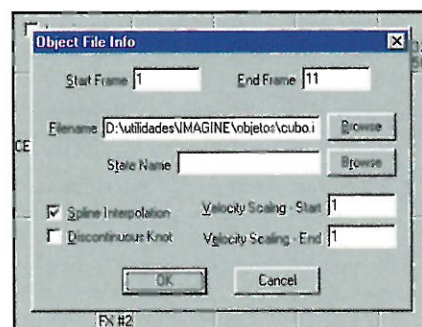 Object File Info
Start Frame 1 End Frame 11
Filename D:\utilidades\IMAGINE\objetos\cubo.i Browse
State Name Browse
CE
Spline Interpolation Velocity Scaling - Start 1
Discontinuous Knot Velocity Scaling - End 1
OK Cancel
FX #2